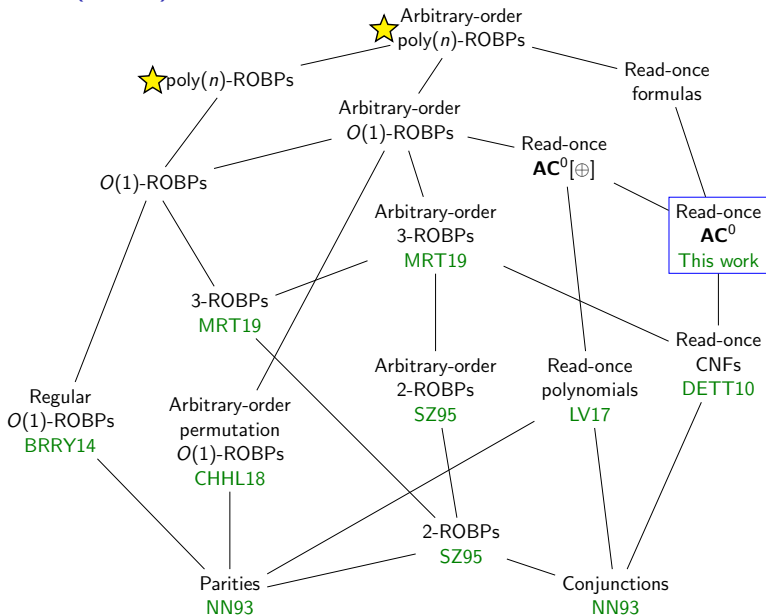 Arbitrary-order
poly(n)-ROBPs
poly(n)-ROBPs
Read-once
formulas
Arbitrary-order
O(1)-ROBPs
Read-once
AC⁰[⊕]
O(1)-ROBPs
Arbitrary-order
3-ROBPs
MRT19
Read-once
AC⁰
This work
3-ROBPs
MRT19
Read-once
CNFs
DETT10
Arbitrary-order
2-ROBPs
SZ95
Read-once
polynomials
LV17
Regular
O(1)-ROBPs
BRRY14
Arbitrary-order
permutation
O(1)-ROBPs
CHHL18
2-ROBPs
SZ95
Parities
NN93
Conjunctions
NN93